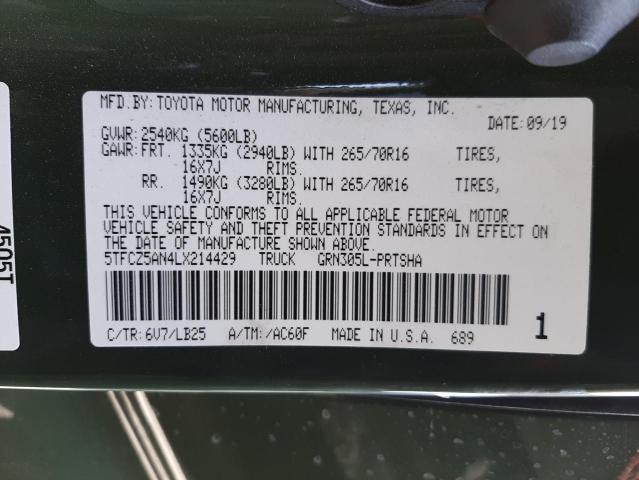 MFD.BY: TOYOTA MOTOR MANUFACTURING, TEXAS, INC.
DATE: 09/19
GVWR: 2540KG (5600LB)
GAWR: FRT. 1335KG (2940LB) WITH 265/70R16 TIRES,
16X7J RIMS.
RR. 1490KG (3280LB) WITH 265/70R16 TIRES,
16X7J RIMS.
THIS VEHICLE CONFORMS TO ALL APPLICABLE FEDERAL MOTOR
VEHICLE SAFETY AND THEFT PREVENTION STANDARDS IN EFFECT ON
THE DATE OF MANUFACTURE SHOWN ABOVE.
5TFCZ5AN4LX214429 TRUCK GRN305L-PRTSHA
C/TR: 6V7/LB25 A/TM: /AC60F MADE IN U.S.A. 689 1